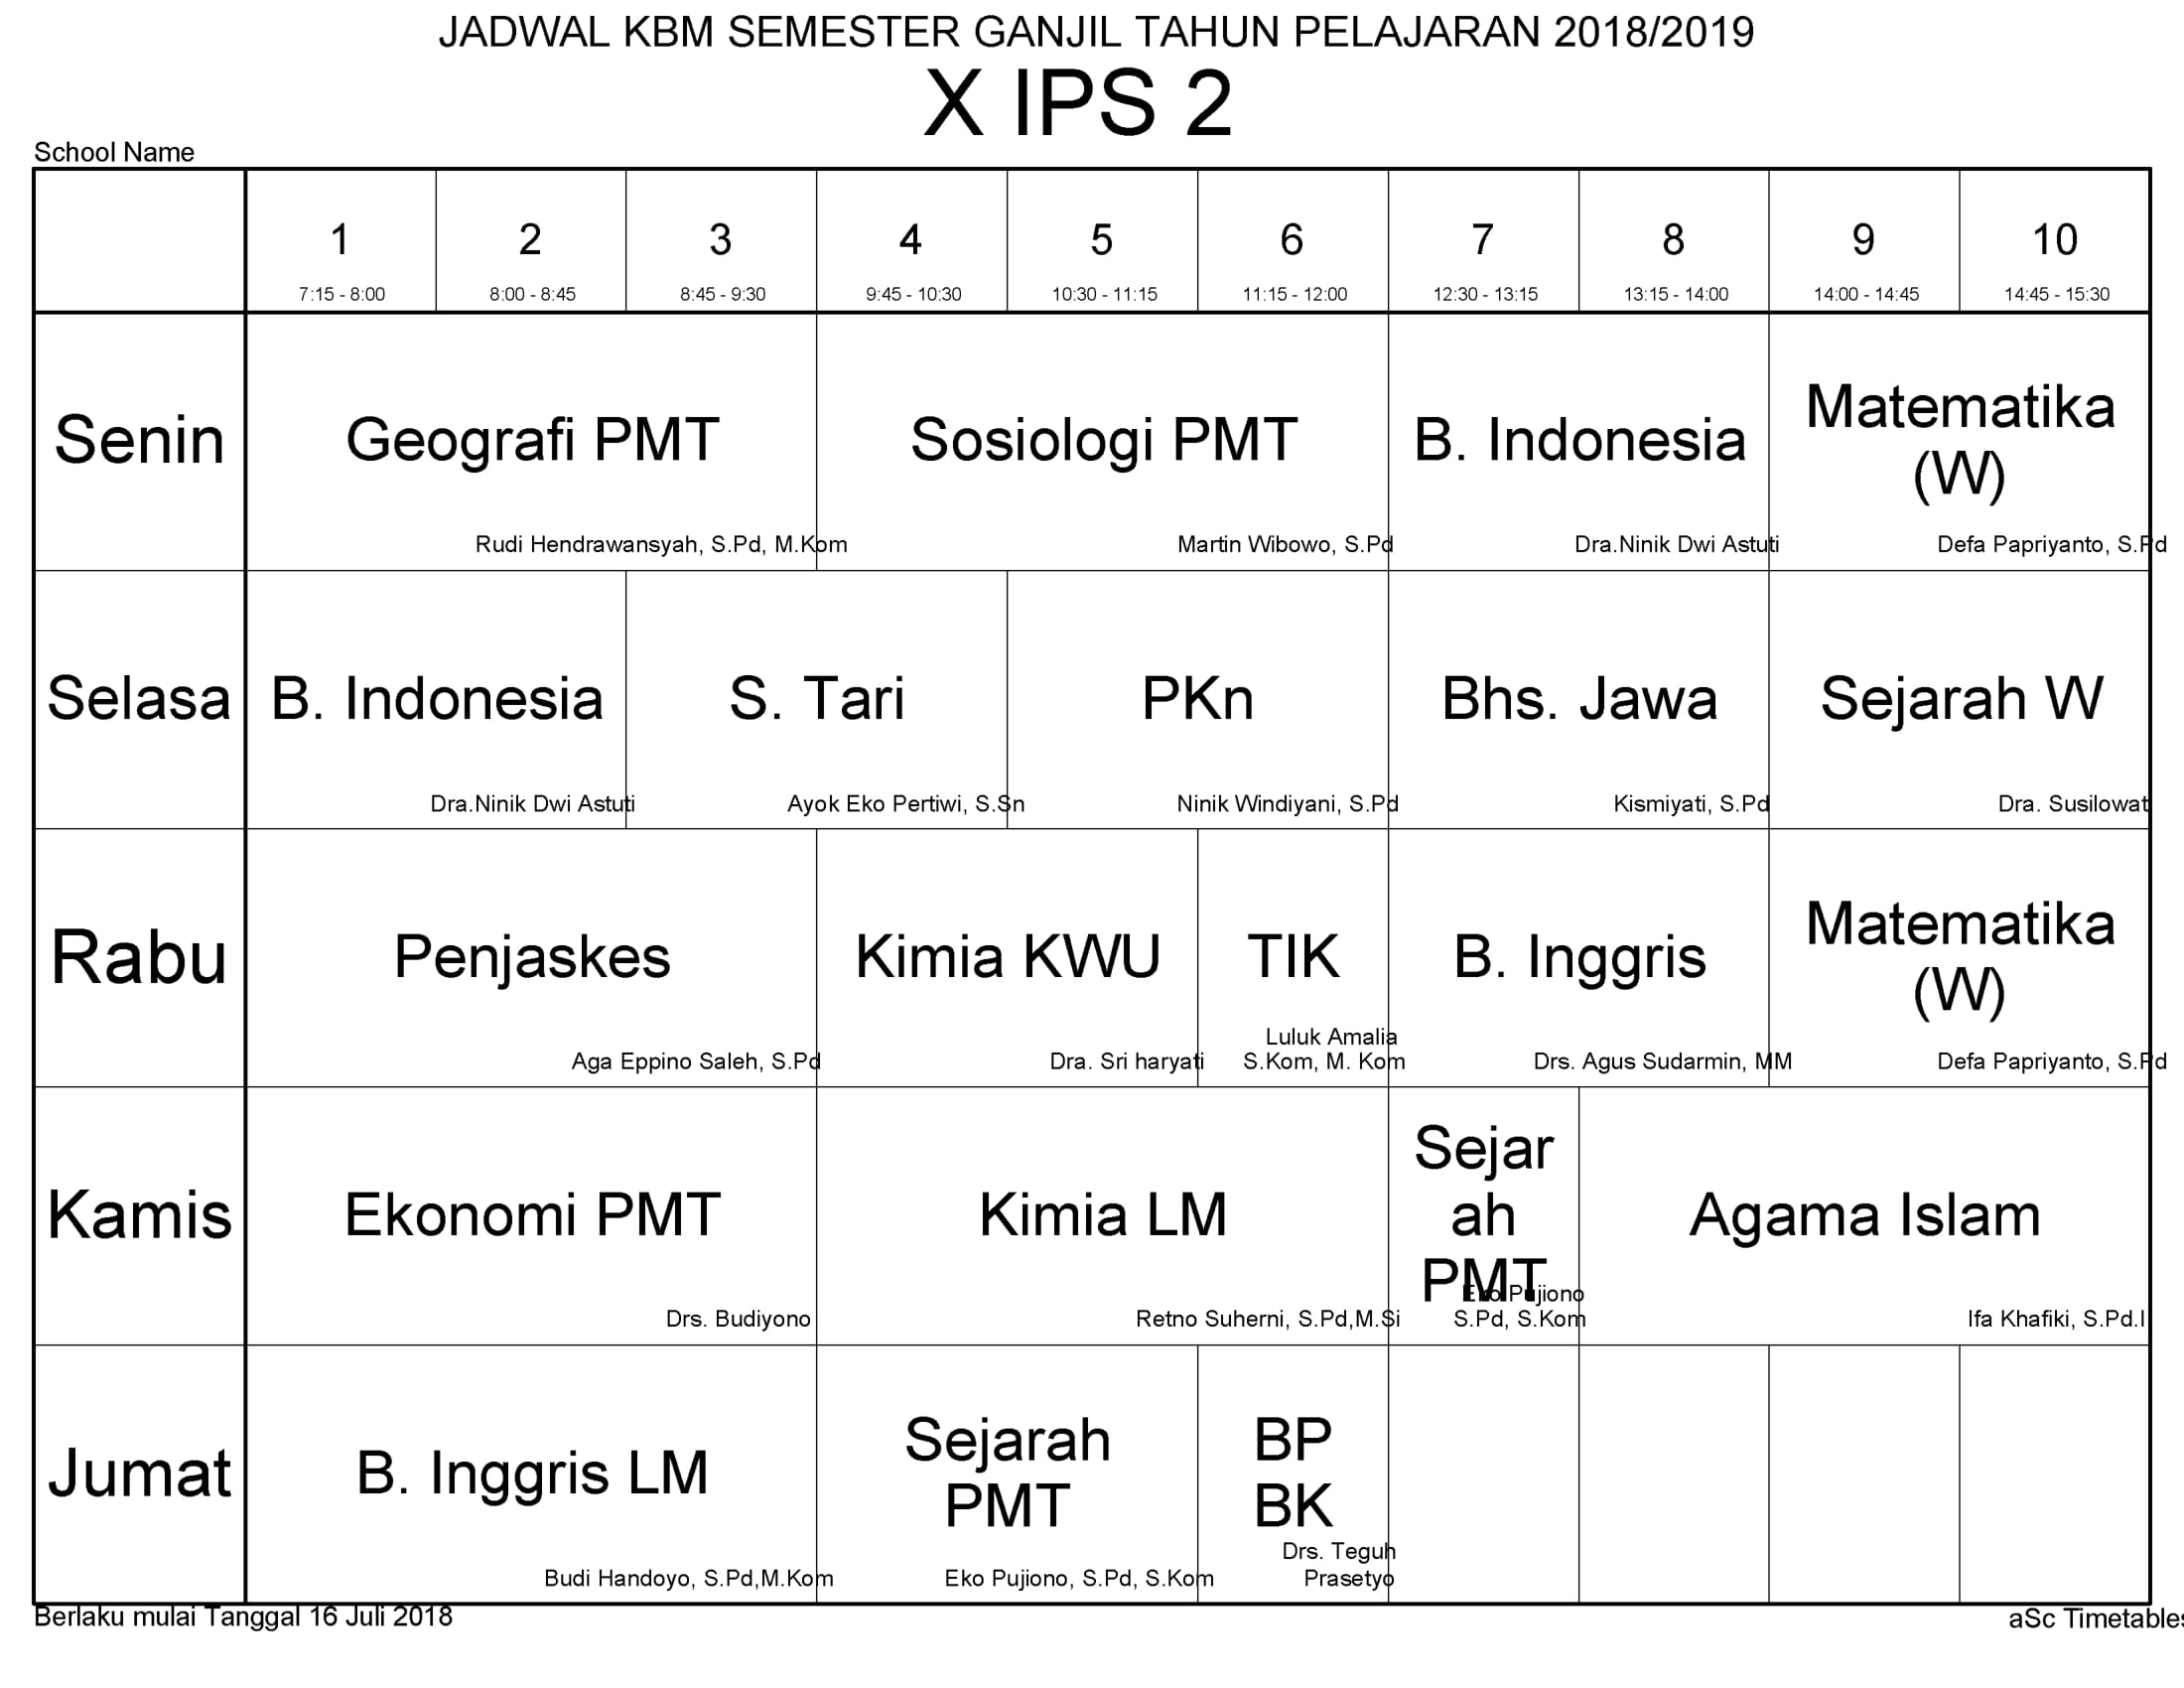 JADWAL KBM SEMESTER GANJIL TAHUN PELAJARAN 2018/2019
X IPS 2
School Name
1 2 3 4 5 6 7 8 9 10
7:15 - 8:00 8:00 - 8:45 8:45 - 9:30 9:45 - 10:30 10:30 - 11:15 11:15 - 12:00 12:30 - 13:15 13:15 - 14:00 14:00 - 14:45 14:45 - 15:30
Senin
Geografi PMT
Rudi Hendrawansyah, S.Pd, M.Kom
Sosiologi PMT
Martin Wibowo, S.Pd
B. Indonesia
Dra.Ninik Dwi Astuti
Matematika
(W)
Defa Papriyanto, S.Pd
Selasa
B. Indonesia
Dra.Ninik Dwi Astuti
S. Tari
Ayok Eko Pertiwi, S.Sn
PKn
Ninik Windiyani, S.Pd
Bhs. Jawa
Kismiyati, S.Pd
Sejarah W
Dra. Susilowat
Rabu
Penjaskes
Aga Eppino Saleh, S.Pd
Kimia KWU
Dra. Sri haryati
TIK
Luluk Amalia
S.Kom, M. Kom
B. Inggris
Drs. Agus Sudarmin, MM
Matematika
(W)
Defa Papriyanto, S.Pd
Kamis
Ekonomi PMT
Drs. Budiyono
Kimia LM
Retno Suherni, S.Pd,M.Si
Sejar
ah
PMT
Eko Pujiono
S.Pd, S.Kom
Agama Islam
Ifa Khafiki, S.Pd.I
Jumat
B. Inggris LM
Budi Handoyo, S.Pd,M.Kom
Sejarah
PMT
Eko Pujiono, S.Pd, S.Kom
BP
BK
Drs. Teguh
Prasetyo
Berlaku mulai Tanggal 16 Juli 2018
aSc Timetables